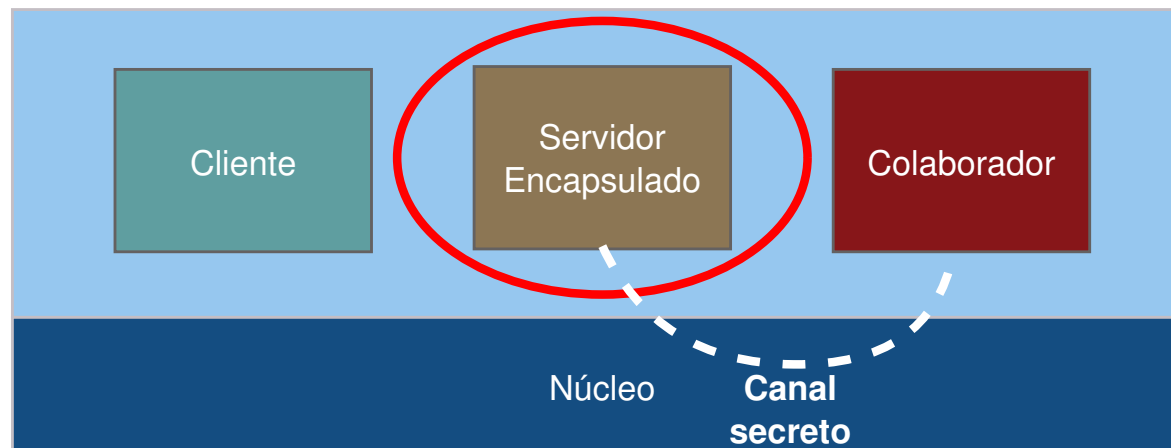 Cliente
Servidor
Encapsulado
Colaborador
Núcleo
Canal
secreto